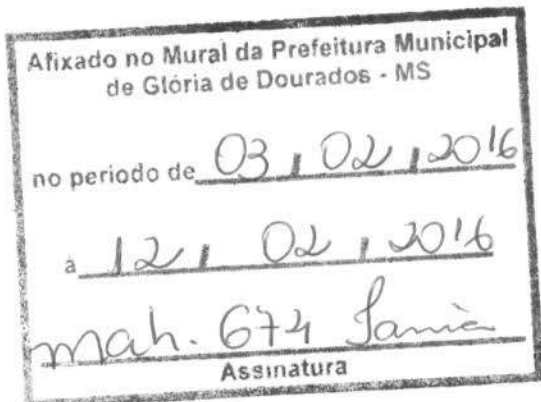 Afixado no Mural da Prefeitura Municipal
de Glória de Dourados - MS
no periodo de 03 / 02 / 2016
à 12 / 02 / 2016
mah. 674
Assinatura